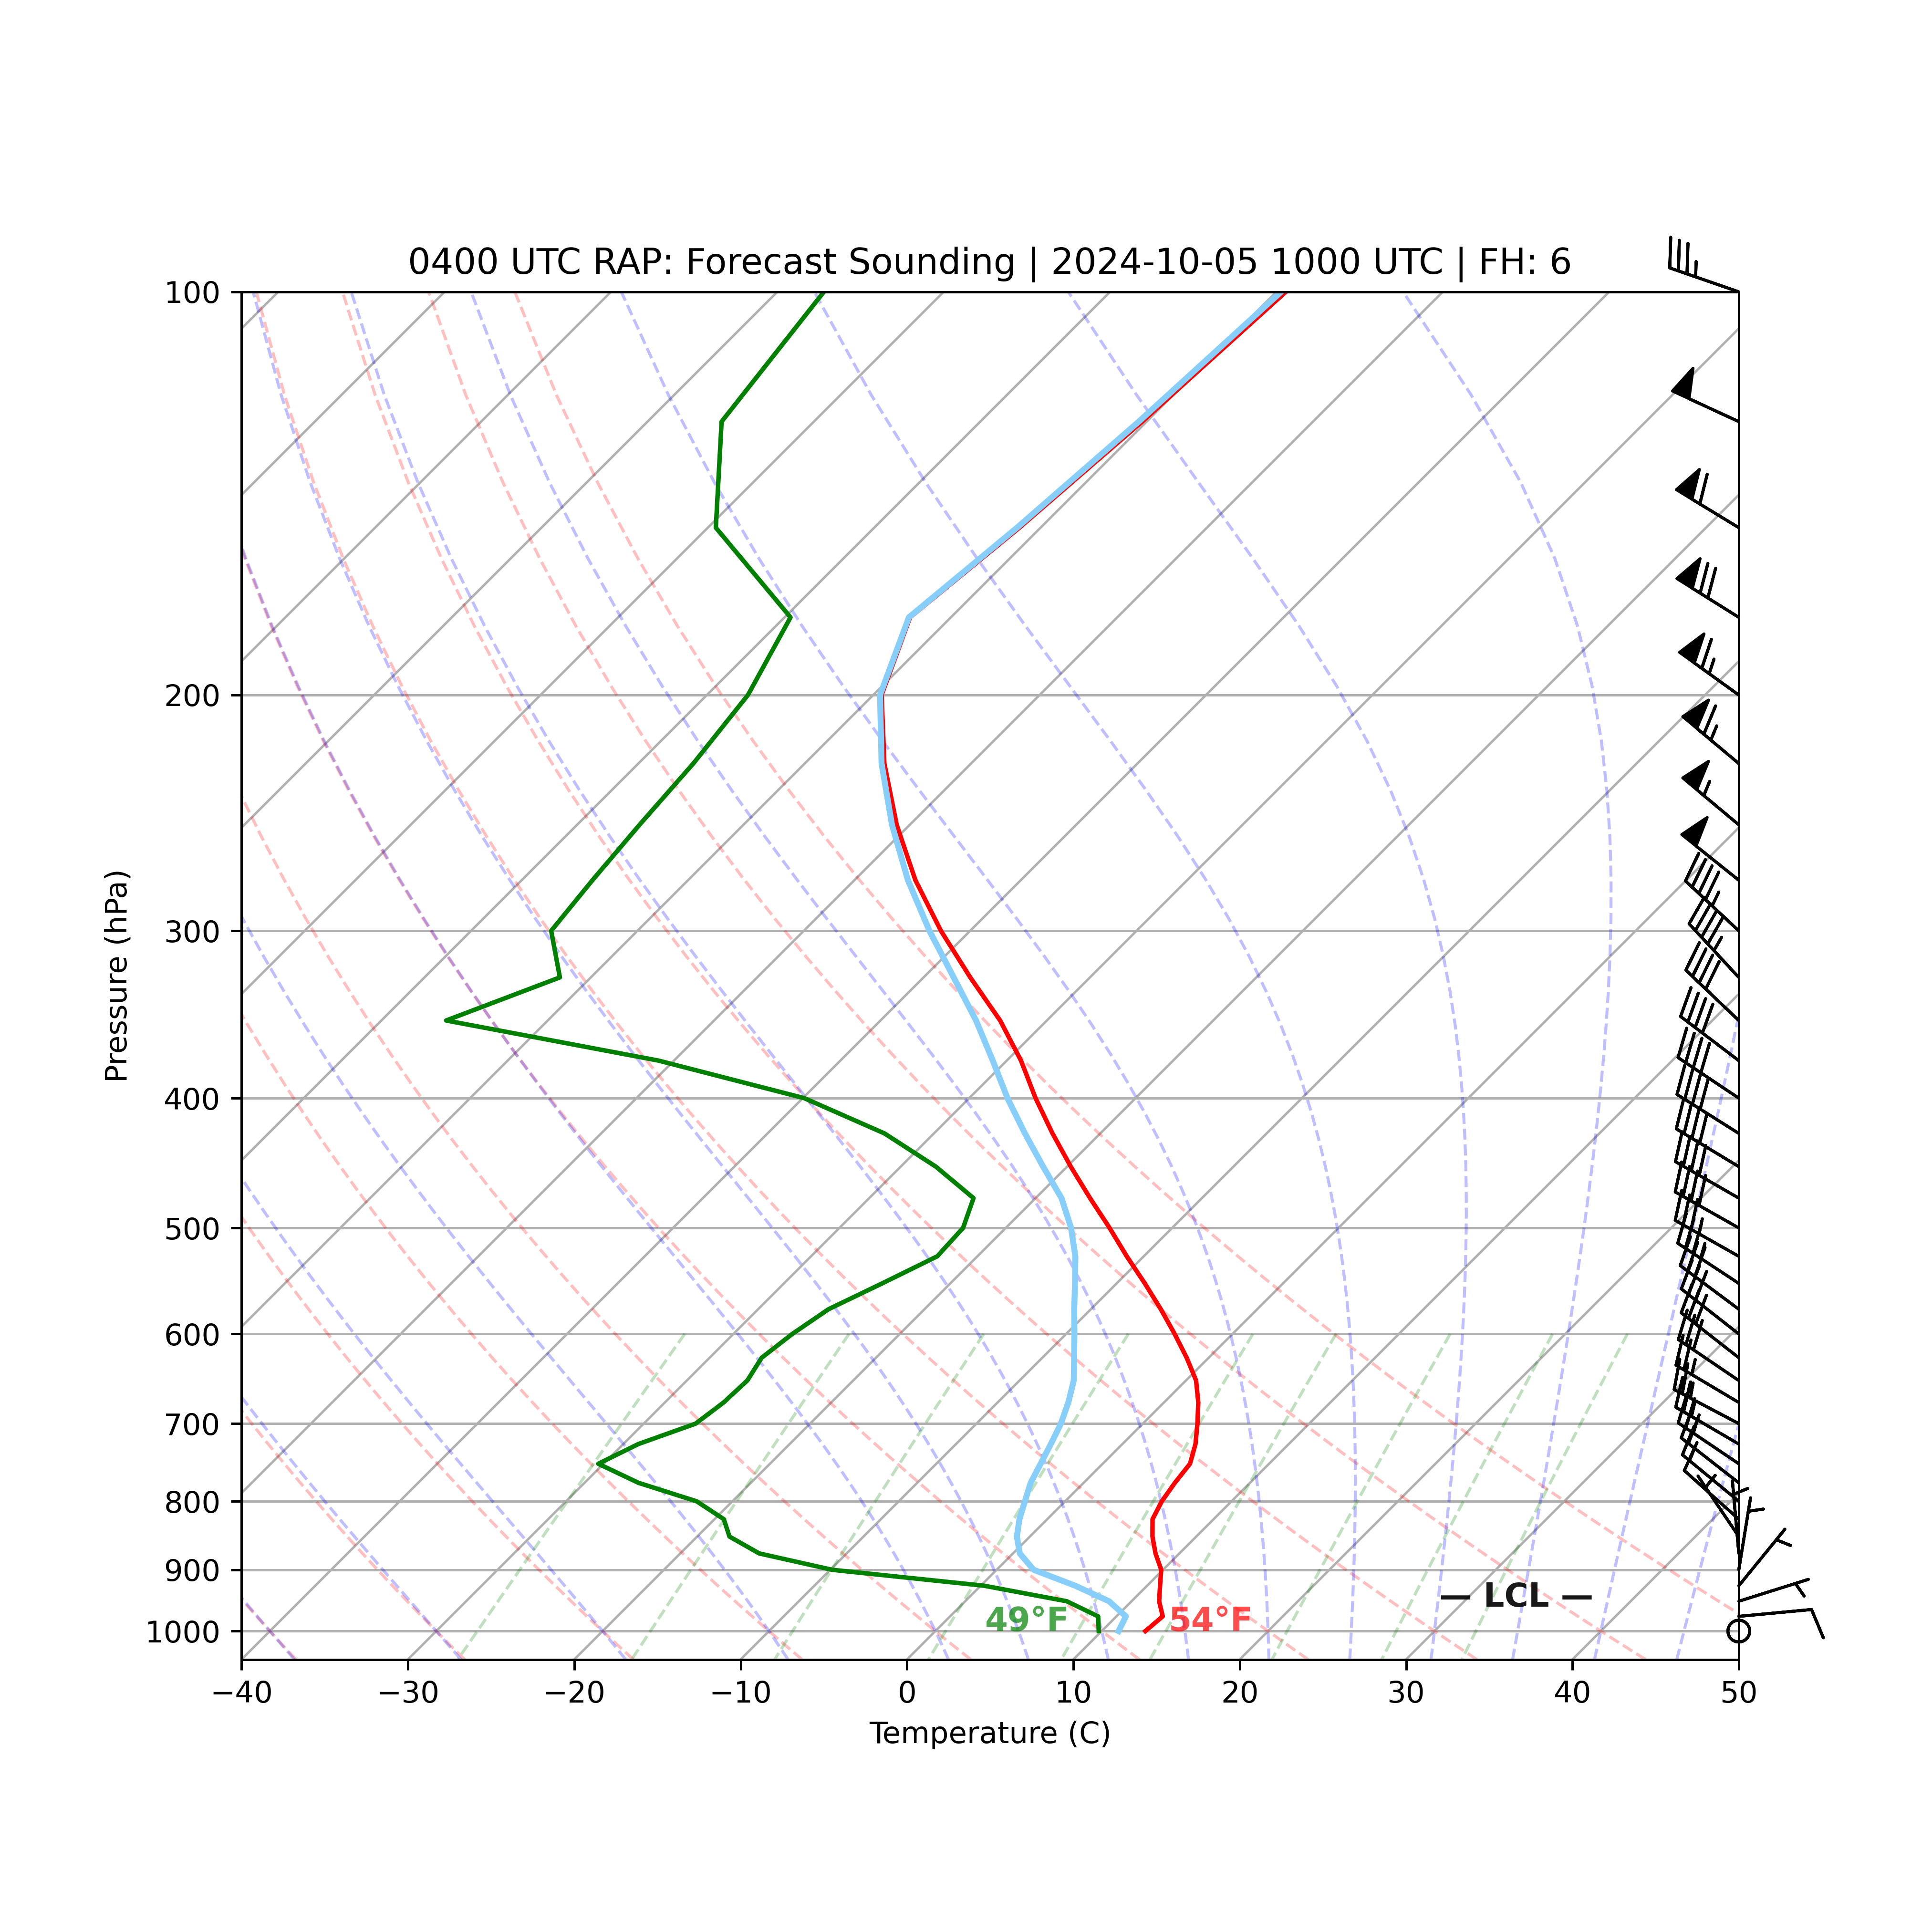 0400 UTC RAP: Forecast Sounding | 2024-10-05 1000 UTC | FH: 6
100
200
300
400
500
600
700
800
900
1000
Pressure (hPa)
49°F
54°F
— LCL —
−40 −30 −20 −10 0 10 20 30 40 50
Temperature (C)